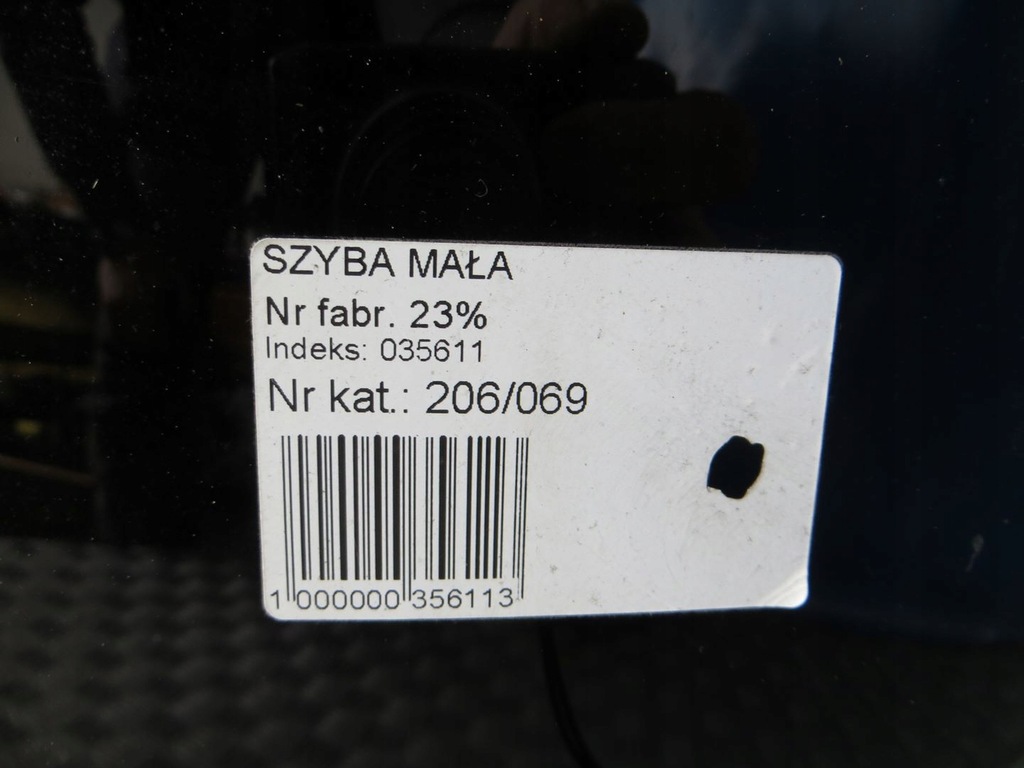 SZYBA MAŁA
Nr fabr. 23%
Indeks: 035611
Nr kat.: 206/069
1 000000 356113